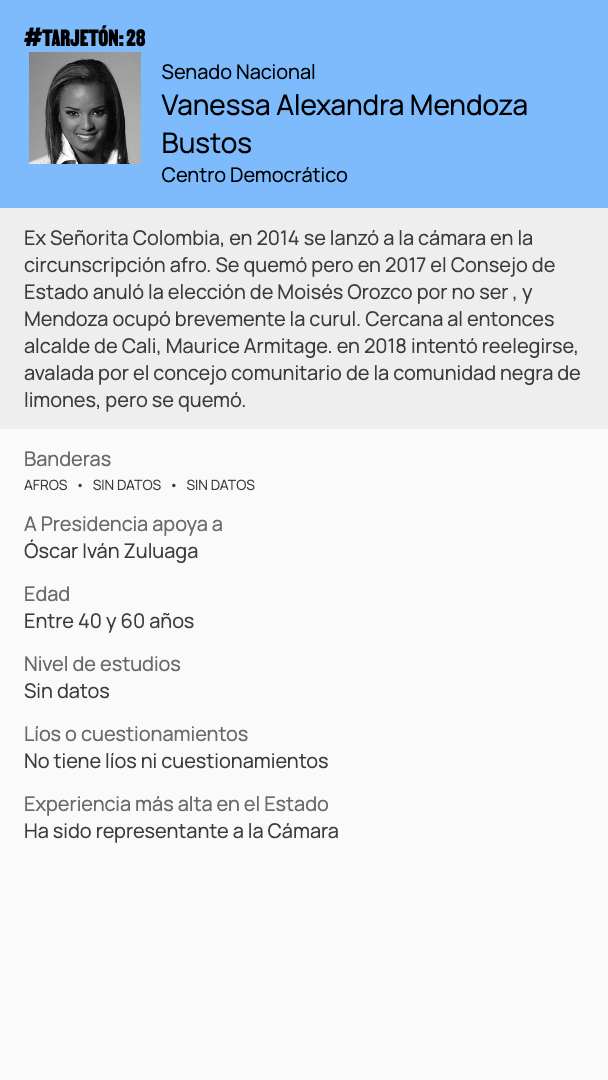 #TARJETÓN: 28
Senado Nacional
Vanessa Alexandra Mendoza
Bustos
Centro Democrático
Ex Señorita Colombia, en 2014 se lanzó a la cámara en la
circunscripción afro. Se quemó pero en 2017 el Consejo de
Estado anuló la elección de Moisés Orozco por no ser , y
Mendoza ocupó brevemente la curul. Cercana al entonces
alcalde de Cali, Maurice Armitage. en 2018 intentó reelegirse,
avalada por el concejo comunitario de la comunidad negra de
limones, pero se quemó.
Banderas
AFROS • SIN DATOS • SIN DATOS
A Presidencia apoya a
Óscar Iván Zuluaga
Edad
Entre 40 y 60 años
Nivel de estudios
Sin datos
Líos o cuestionamientos
No tiene líos ni cuestionamientos
Experiencia más alta en el Estado
Ha sido representante a la Cámara